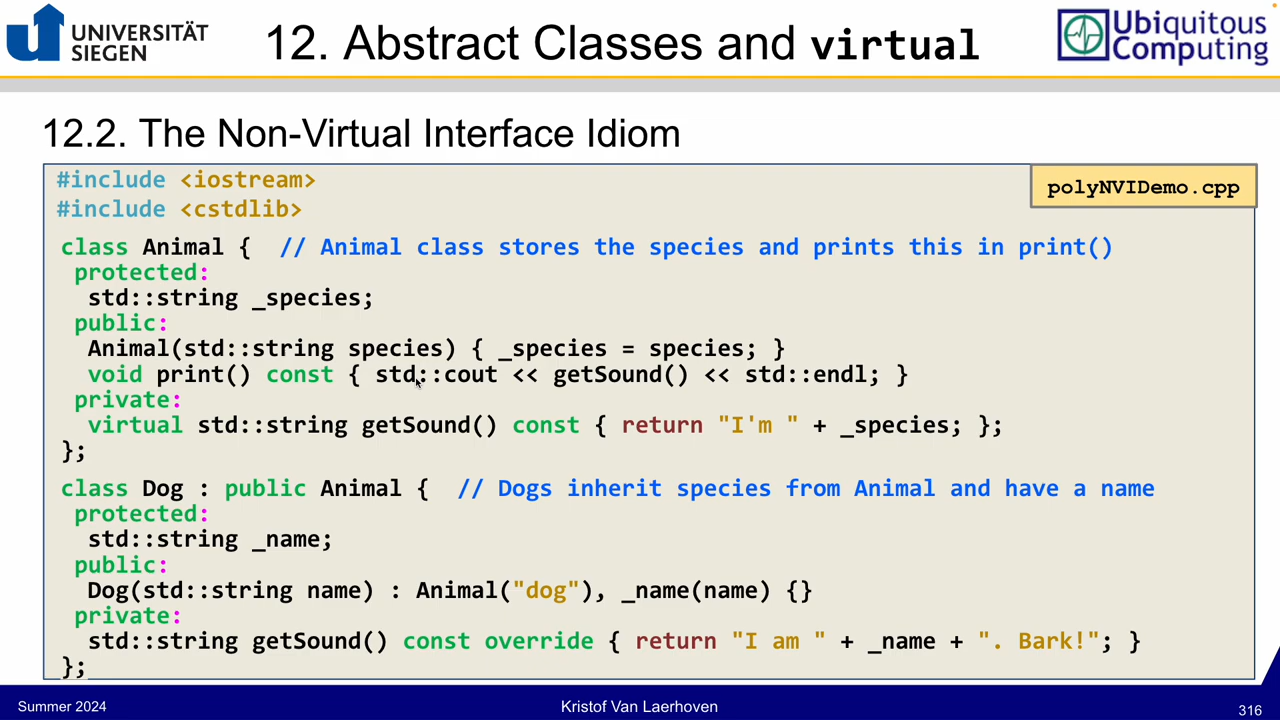 UNIVERSITÄT
SIEGEN
12. Abstract Classes and virtual
Ubiquitous
Computing
12.2. The Non-Virtual Interface Idiom
polyNVIDemo.cpp
#include <iostream>
#include <cstdlib>
class Animal {  // Animal class stores the species and prints this in print()
 protected:
  std::string _species;
 public:
  Animal(std::string species) { _species = species; }
  void print() const { std::cout << getSound() << std::endl; }
 private:
  virtual std::string getSound() const { return "I'm " + _species; };
};
class Dog : public Animal {  // Dogs inherit species from Animal and have a name
 protected:
  std::string _name;
 public:
  Dog(std::string name) : Animal("dog"), _name(name) {}
 private:
  std::string getSound() const override { return "I am " + _name + ". Bark!"; }
};
Summer 2024
Kristof Van Laerhoven
316